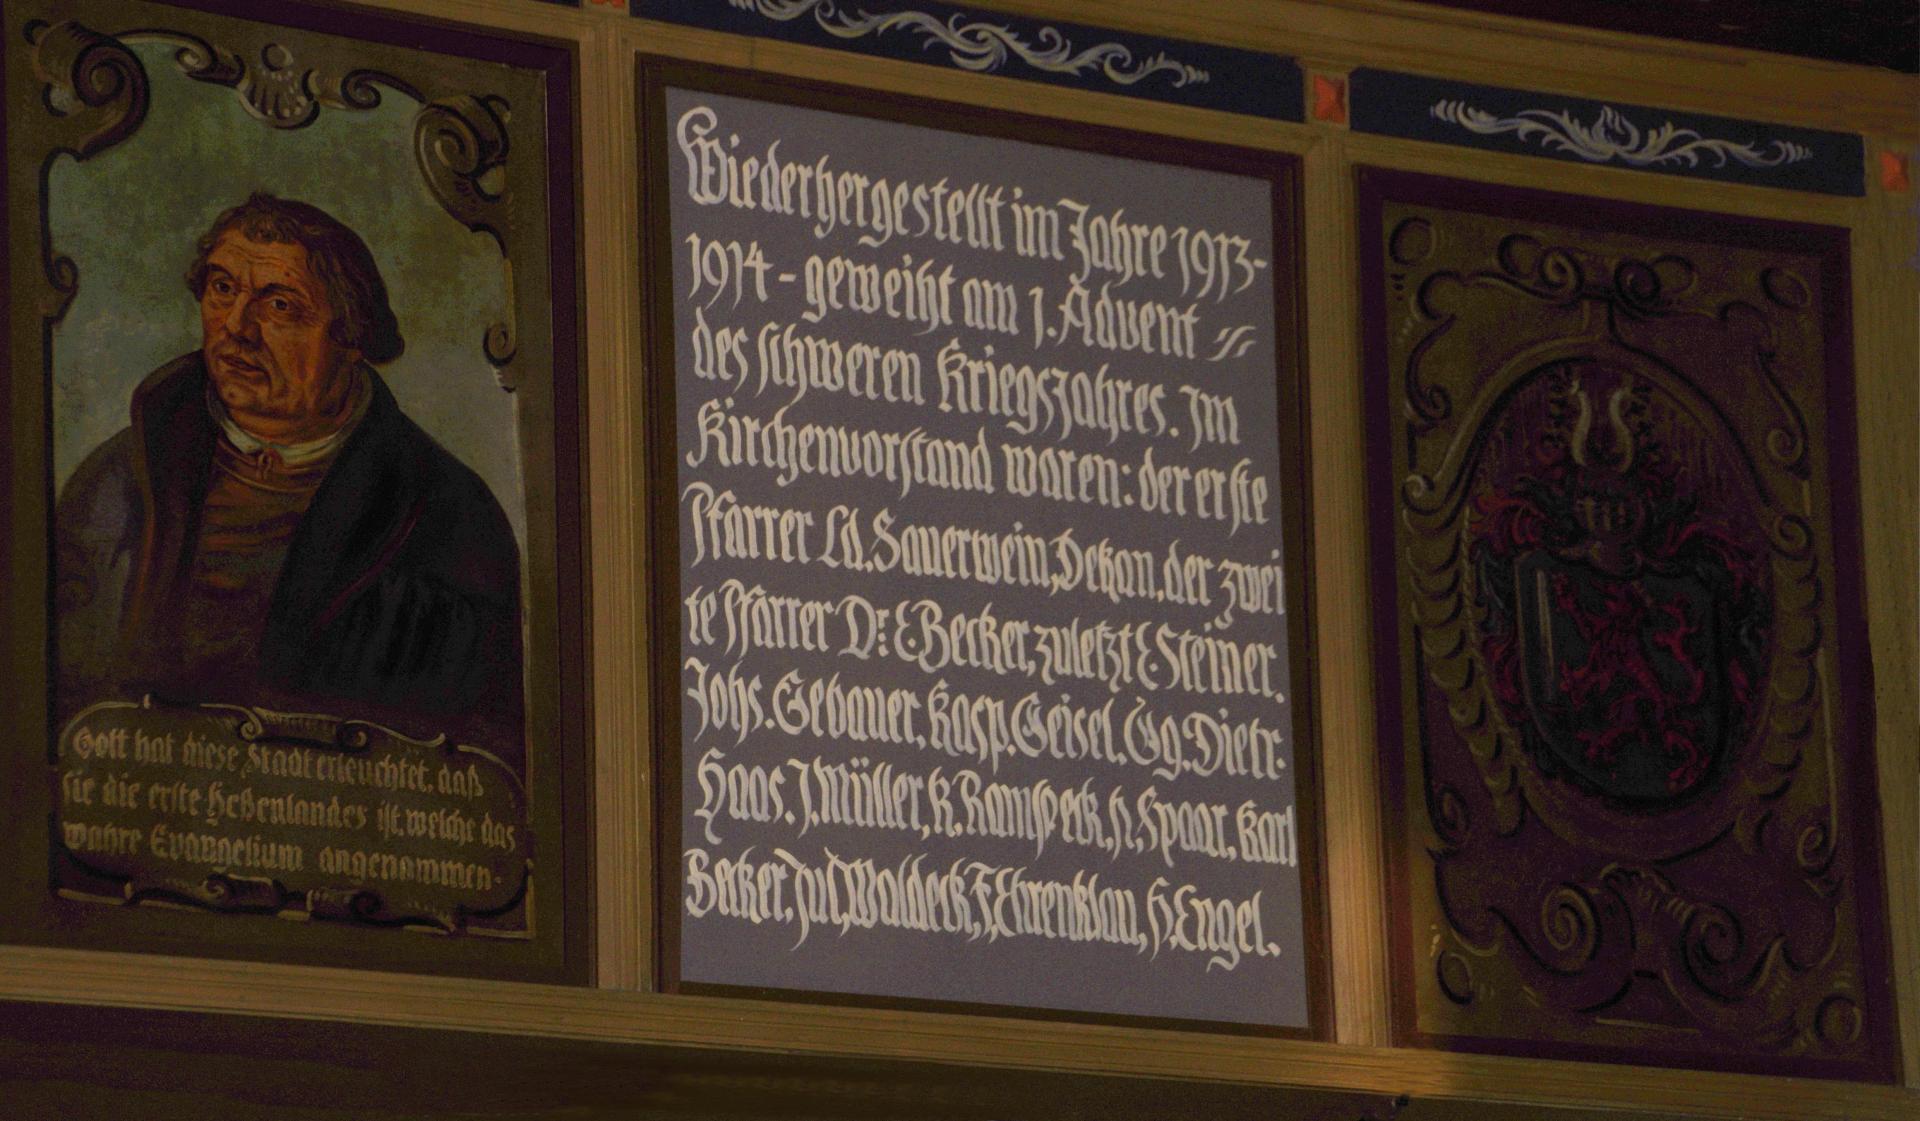 Gott hat diese Stadt erleuchtet, daß
sie die erste Heßenlandes ist, welche das
wahre Evangelium angenammen.
Wiederhergestellt im Jahre 1913-
1914 - geweiht am 1. Advent
des schweren Kriegsjahres. Im
Kirchenvorstand waren: der erste
Pfarrer Ld. Sauerwein, Dekan, der zwei
te Pfarrer Dr. E. Becker, zuletzt E. Steiner.
Johs. Gebauer, Kasp. Geisel, Gg. Dietr.
Haas, J. Müller, K. Ramspeck, H. Spaar, Karl
Becker, Jul, Waldeck, F, Ehrenklau, H. Engel.